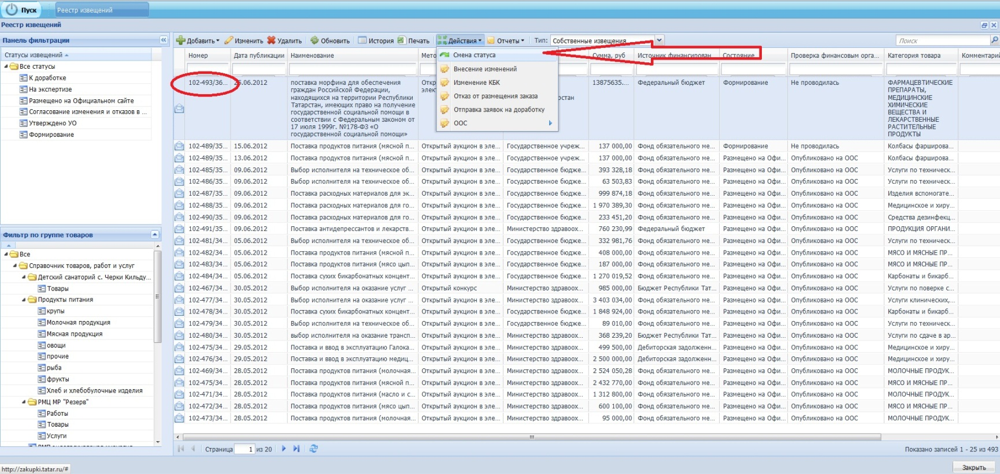 Пуск
Реестр извещений
Реестр извещений
Панель фильтрации
Статусы извещений
Все статусы
К доработке
На экспертизе
Размещено на Официальном сайте
Согласование изменения и отказов в ...
Утверждено УО
Формирование
Фильтр по группе товаров
Все
Справочник товаров, работ и услуг
Детский санаторий с. Черки Кильду...
Товары
Продукты питания
крупы
Молочная продукция
Мясная продукция
овощи
прочие
рыба
фрукты
Хлеб и хлебобулочные изделия
РМЦ МР "Резерв"
Работы
Товары
Услуги
Добавить Изменить Удалить Обновить История Печать Действия Отчеты Тип: Собственные извещения Поиск
Смена статуса
Внесение изменений
Изменение КБК
Отказ от размещения заказа
Отправка заявок на доработку
ООС
Номер Дата публикации Наименование Мето Сумма, руб Источник финансирован... Состояние Проверка финансовым орга... Категория товара Комментарий
102-493/36... 25.06.2012 поставка морфина для обеспечения граждан Российской Федерации, находящихся на территории Республики Татарстан, имеющих право на получение государственной социальной помощи в соответствии с Федеральным законом от 17 июля 1999г. №178-ФЗ «О государственной социальной помощи» Откр элект рстан 13875635.... Федеральный бюджет Формирование Не проводилась ФАРМАЦЕВТИЧЕСКИЕ ПРЕПАРАТЫ, МЕДИЦИНСКИЕ ХИМИЧЕСКИЕ ВЕЩЕСТВА И ЛЕКАРСТВЕННЫЕ РАСТИТЕЛЬНЫЕ ПРОДУКТЫ
102-489/35... 15.06.2012 Поставка продуктов питания (мясной п... Открытый аукцион в эле... Государственное учреж... 137 000,00 Фонд обязательного ме... Формирование Не проводилась Колбасы фарширова...
102-489/35... 13.06.2012 Поставка продуктов питания (мясной п... Открытый аукцион в эле... Государственное учреж... 137 000,00 Фонд обязательного ме... Размещено на Офи... Опубликовано на ООС Колбасы фарширова...
102-485/35... 09.06.2012 Выбор исполнителя на техническое об... Открытый аукцион в эле... Государственное бюдже... 393 328,18 Фонд обязательного ме... Размещено на Офи... Опубликовано на ООС Услуги по техническ...
102-486/35... 09.06.2012 Выбор исполнителя на техническое об... Открытый аукцион в эле... Государственное бюдже... 63 503,83 Фонд обязательного ме... Размещено на Офи... Опубликовано на ООС Услуги по техническ...
102-487/35... 09.06.2012 Поставка расходных материалов для эк... Открытый аукцион в эле... Государственное бюдже... 999 874,18 Фонд обязательного ме... Размещено на Офи... Опубликовано на ООС Изделия вспомогате...
102-488/35... 09.06.2012 Поставка расходных материалов для го... Открытый аукцион в эле... Государственное бюдже... 1 970 389,30 Фонд обязательного ме... Размещено на Офи... Опубликовано на ООС Медицинское и хиру...
102-490/35... 09.06.2012 Поставка расходных материалов для го... Открытый аукцион в эле... Государственное бюдже... 233 451,20 Фонд обязательного ме... Размещено на Офи... Опубликовано на ООС Средства дезинфекц...
102-491/35... 09.06.2012 Поставка антидепрессантов и лекарств... Открытый аукцион в эле... Министерство здравоох... 760 230,99 Федеральный бюджет Размещено на Офи... Опубликовано на ООС ПРОДУКЦИЯ ОРГАНИ...
102-481/34... 05.06.2012 Выбор исполнителя на техническое об... Открытый аукцион в эле... Государственное бюдже... 332 981,76 Фонд обязательного ме... Размещено на Офи... Опубликовано на ООС Услуги по техническ...
102-482/34... 05.06.2012 Поставка продуктов питания (мясной п... Открытый аукцион в эле... Государственное бюдже... 408 000,00 Фонд обязательного ме... Размещено на Офи... Опубликовано на ООС МЯСО И МЯСНЫЕ ПР...
102-483/34... 05.06.2012 Поставка продуктов питания (мясо цып... Открытый аукцион в эле... Государственное бюдже... 187 000,00 Фонд обязательного ме... Размещено на Офи... Опубликовано на ООС МЯСО И МЯСНЫЕ ПР...
102-484/34... 05.06.2012 Поставка сухих бикарбонатных концент... Открытый аукцион в эле... Государственное бюдже... 1 270 019,52 Фонд обязательного ме... Размещено на Офи... Опубликовано на ООС Карбонаты и бикарб...
102-467/34... 30.05.2012 Выбор исполнителя на оказание услуг ... Открытый конкурс Министерство здравоох... 985 000,00 Бюджет Республики Тат... Размещено на Офи... Опубликовано на ООС Услуги по поверке с...
102-477/34... 30.05.2012 Выбор исполнителя на оказание услуг ... Открытый аукцион в эле... Министерство здравоох... 3 403 034,00 Фонд обязательного ме... Размещено на Офи... Опубликовано на ООС Услуги клинических,...
102-478/34... 30.05.2012 Поставка сухих бикарбонатных концент... Открытый аукцион в эле... Министерство здравоох... 1 848 924,00 Фонд обязательного ме... Размещено на Офи... Опубликовано на ООС Карбонаты и бикарб...
102-479/34... 30.05.2012 Выбор исполнителя на техническое об... Открытый аукцион в эле... Министерство здравоох... 89 010,00 Фонд обязательного ме... Размещено на Офи... Опубликовано на ООС Услуги по техническ...
102-480/34... 30.05.2012 выбор исполнителя на оказание трансп... Открытый аукцион в эле... Министерство здравоох... 368 239,20 Бюджет Республики Тат... Размещено на Офи... Опубликовано на ООС Услуги по сдаче в ар...
102-475/34... 29.05.2012 Поставка и ввод в эксплуатацию Галока... Открытый аукцион в эле... Министерство здравоох... 499 500,00 Дебиторская задолженн... Размещено на Офи... Опубликовано на ООС Медицинское и хиру...
102-476/34... 29.05.2012 Поставка и ввод в эксплуатацию медиц... Открытый аукцион в эле... Министерство здравоох... 2 500 000,00 Дебиторская задолженн... Размещено на Офи... Опубликовано на ООС Медицинское и хиру...
102-469/34... 28.05.2012 Поставка продуктов питания (молочная... Открытый аукцион в эле... Министерство здравоох... 2 524 050,28 Фонд обязательного ме... Размещено на Офи... Опубликовано на ООС МОЛОЧНЫЕ ПРОДУК...
102-475/34... 28.05.2012 Поставка продуктов питания (мясной п... Открытый аукцион в эле... Министерство здравоох... 2 432 770,00 Фонд обязательного ме... Размещено на Офи... Опубликовано на ООС МЯСО И МЯСНЫЕ ПР...
102-471/34... 28.05.2012 Поставка продуктов питания (масло и с... Открытый аукцион в эле... Министерство здравоох... 1 312 800,00 Фонд обязательного ме... Размещено на Офи... Опубликовано на ООС МОЛОЧНЫЕ ПРОДУК...
102-472/34... 28.05.2012 Поставка продуктов питания (мясо цып... Открытый аукцион в эле... Министерство здравоох... 600 100,00 Фонд обязательного ме... Размещено на Офи... Опубликовано на ООС МЯСО И МЯСНЫЕ ПР...
102-473/34... 28.05.2012 Поставка продуктов питания (молочная... Открытый аукцион в эле... Министерство здравоох... 95 000,00 Фонд обязательного ме... Размещено на Офи... Опубликовано на ООС МОЛОЧНЫЕ ПРОДУК...
Страница 1 из 20 Показано записей 1 - 25 из 493
http://zakupki.tatar.ru/# Закрыть